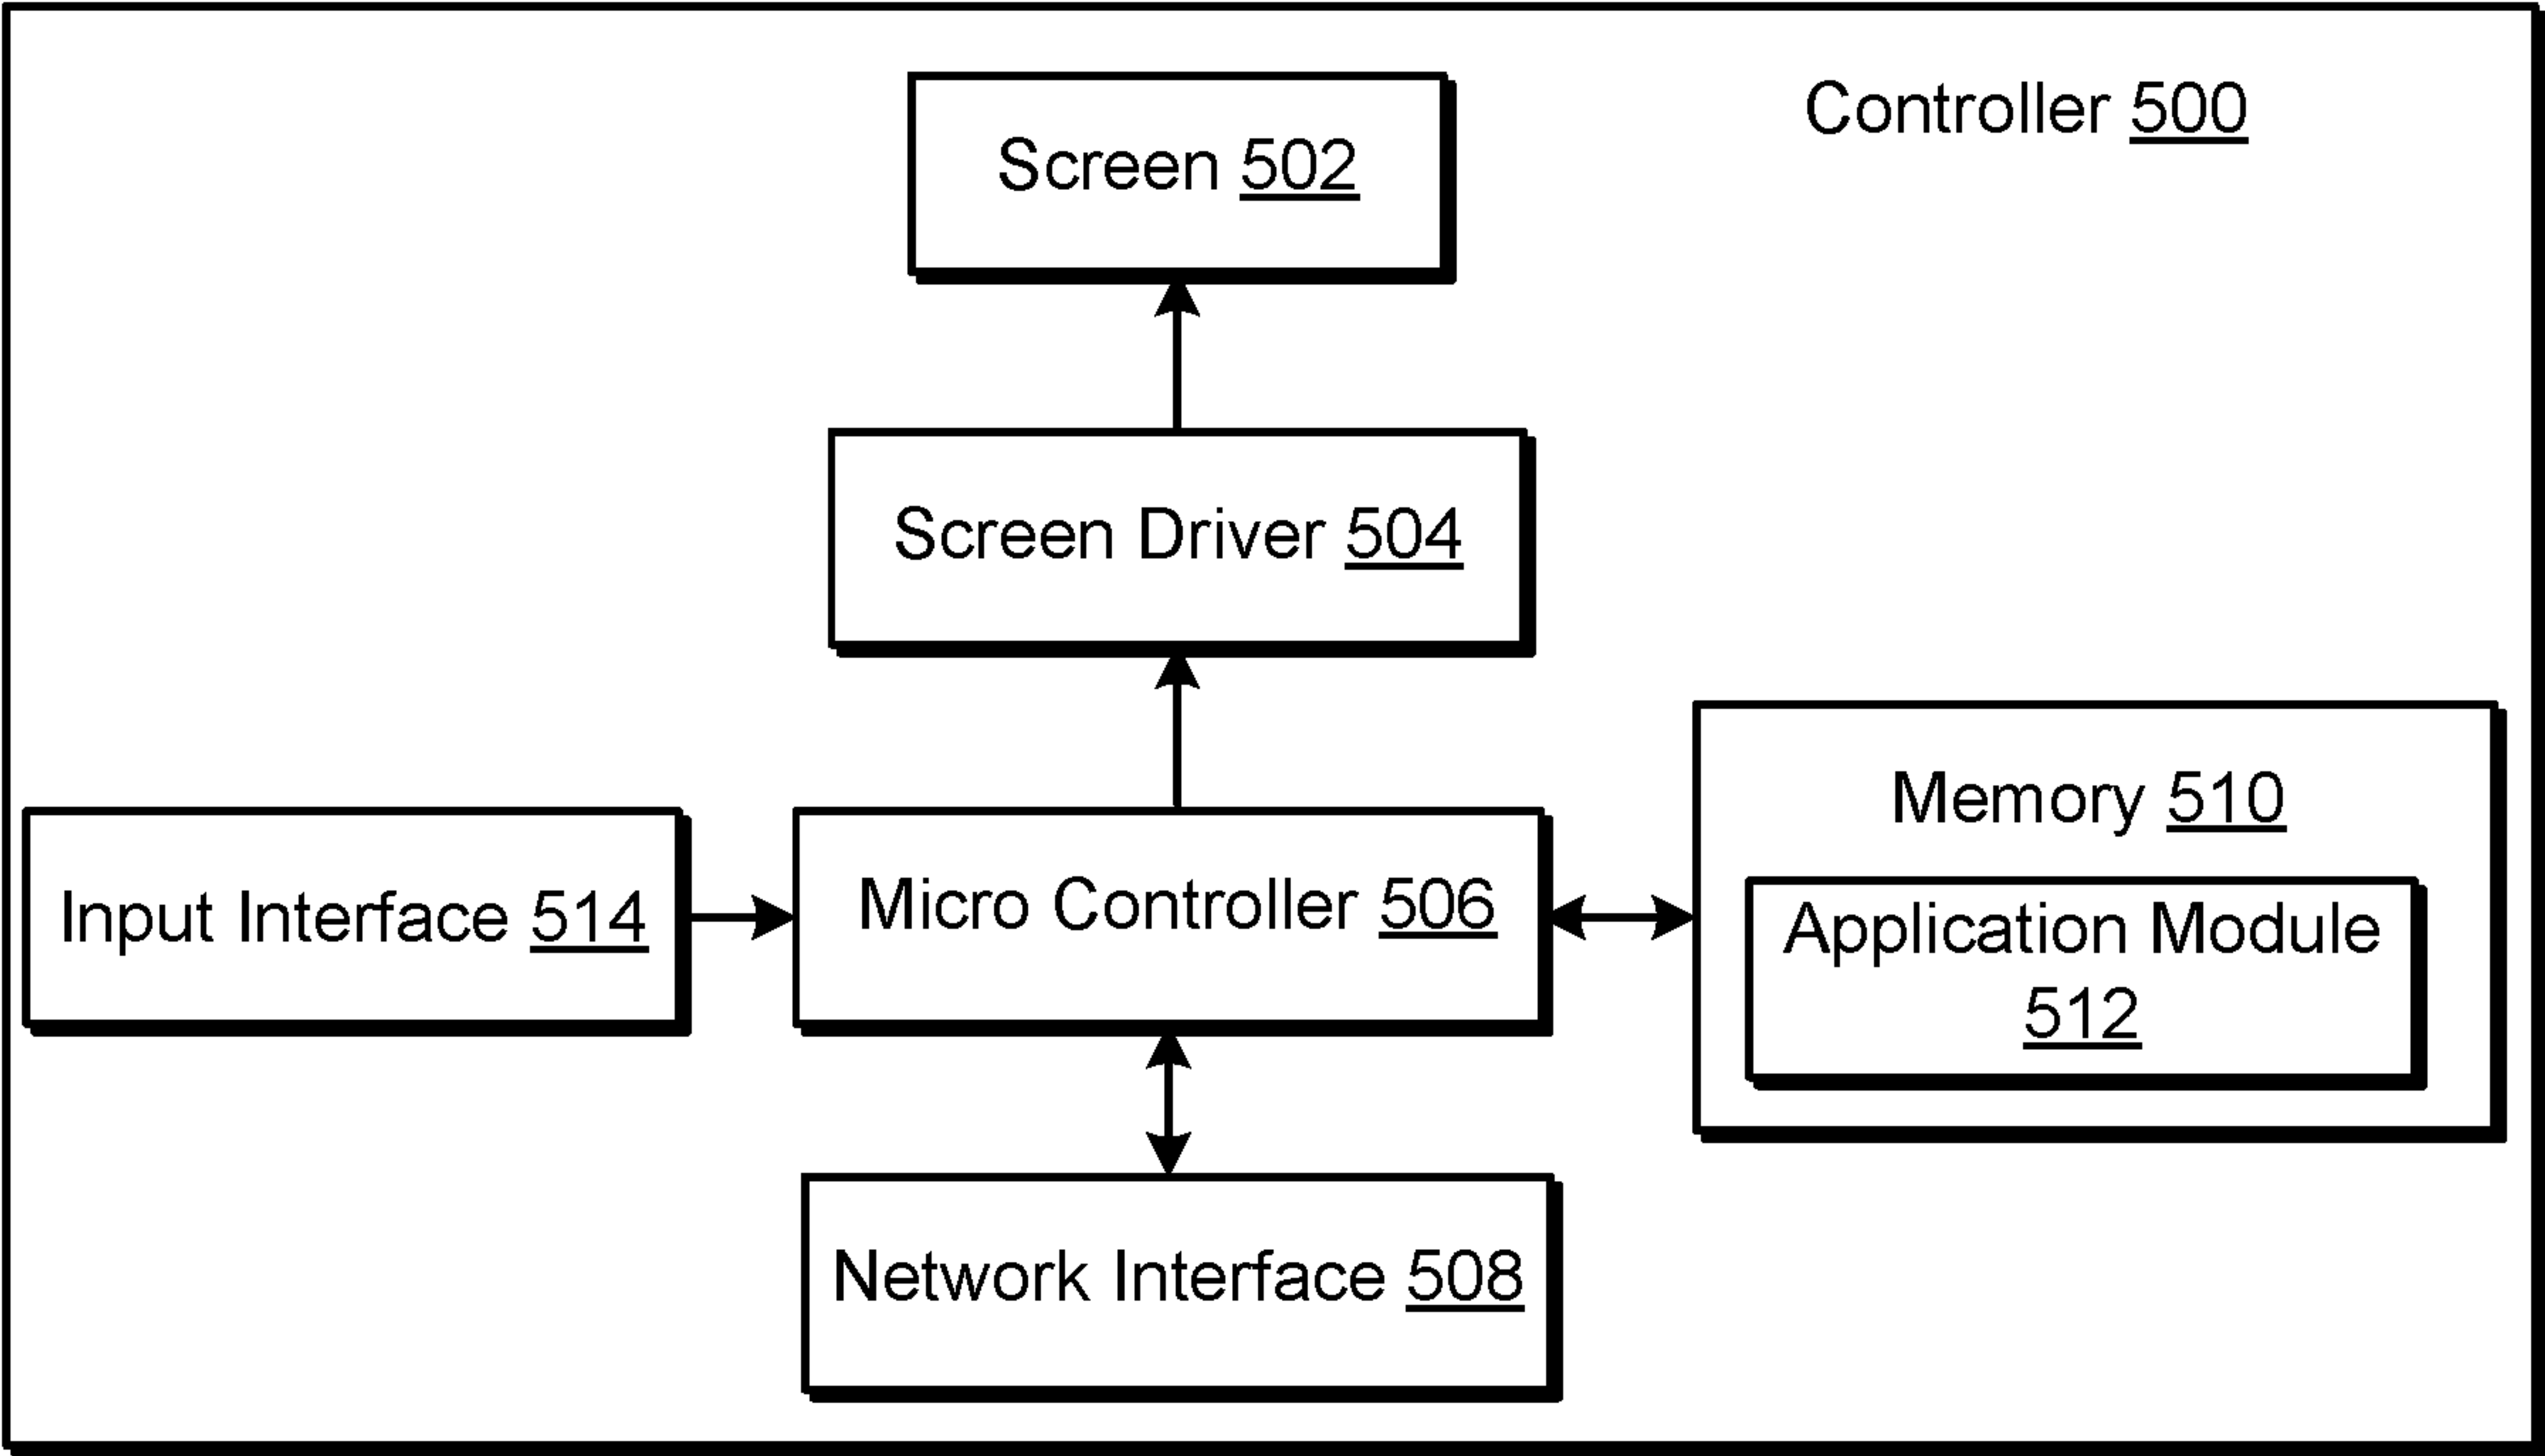 Controller 500
Screen 502
Screen Driver 504
Memory 510
Input Interface 514
Micro Controller 506
Application Module
512
Network Interface 508